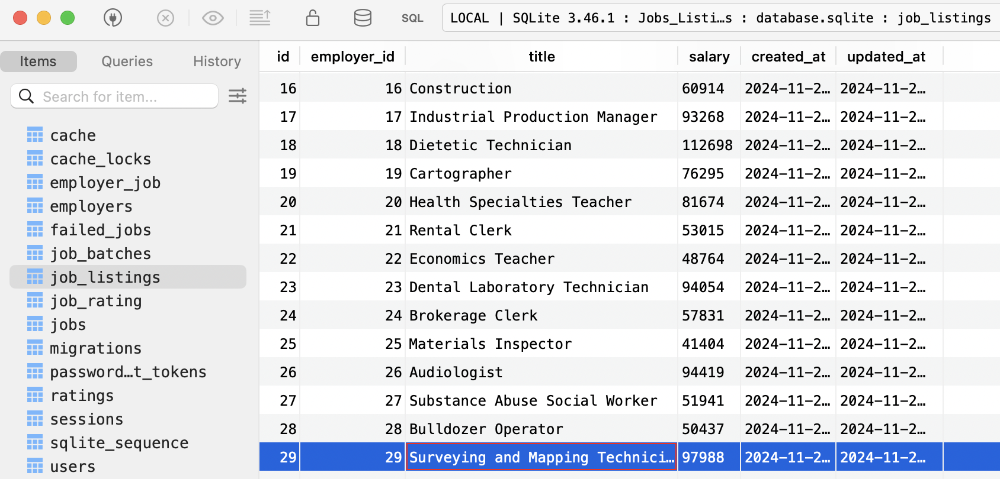 SQL
LOCAL | SQLite 3.46.1 : Jobs_Listi…s : database.sqlite : job_listings
Items Queries History
Search for item...
cache
cache_locks
employer_job
employers
failed_jobs
job_batches
job_listings
job_rating
jobs
migrations
password…t_tokens
ratings
sessions
sqlite_sequence
users
id employer_id title salary created_at updated_at
16 16 Construction 60914 2024-11-2… 2024-11-2…
17 17 Industrial Production Manager 93268 2024-11-2… 2024-11-2…
18 18 Dietetic Technician 112698 2024-11-2… 2024-11-2…
19 19 Cartographer 76295 2024-11-2… 2024-11-2…
20 20 Health Specialties Teacher 81674 2024-11-2… 2024-11-2…
21 21 Rental Clerk 53015 2024-11-2… 2024-11-2…
22 22 Economics Teacher 48764 2024-11-2… 2024-11-2…
23 23 Dental Laboratory Technician 94054 2024-11-2… 2024-11-2…
24 24 Brokerage Clerk 57831 2024-11-2… 2024-11-2…
25 25 Materials Inspector 41404 2024-11-2… 2024-11-2…
26 26 Audiologist 94419 2024-11-2… 2024-11-2…
27 27 Substance Abuse Social Worker 51941 2024-11-2… 2024-11-2…
28 28 Bulldozer Operator 50437 2024-11-2… 2024-11-2…
29 29 Surveying and Mapping Technici… 97988 2024-11-2… 2024-11-2…